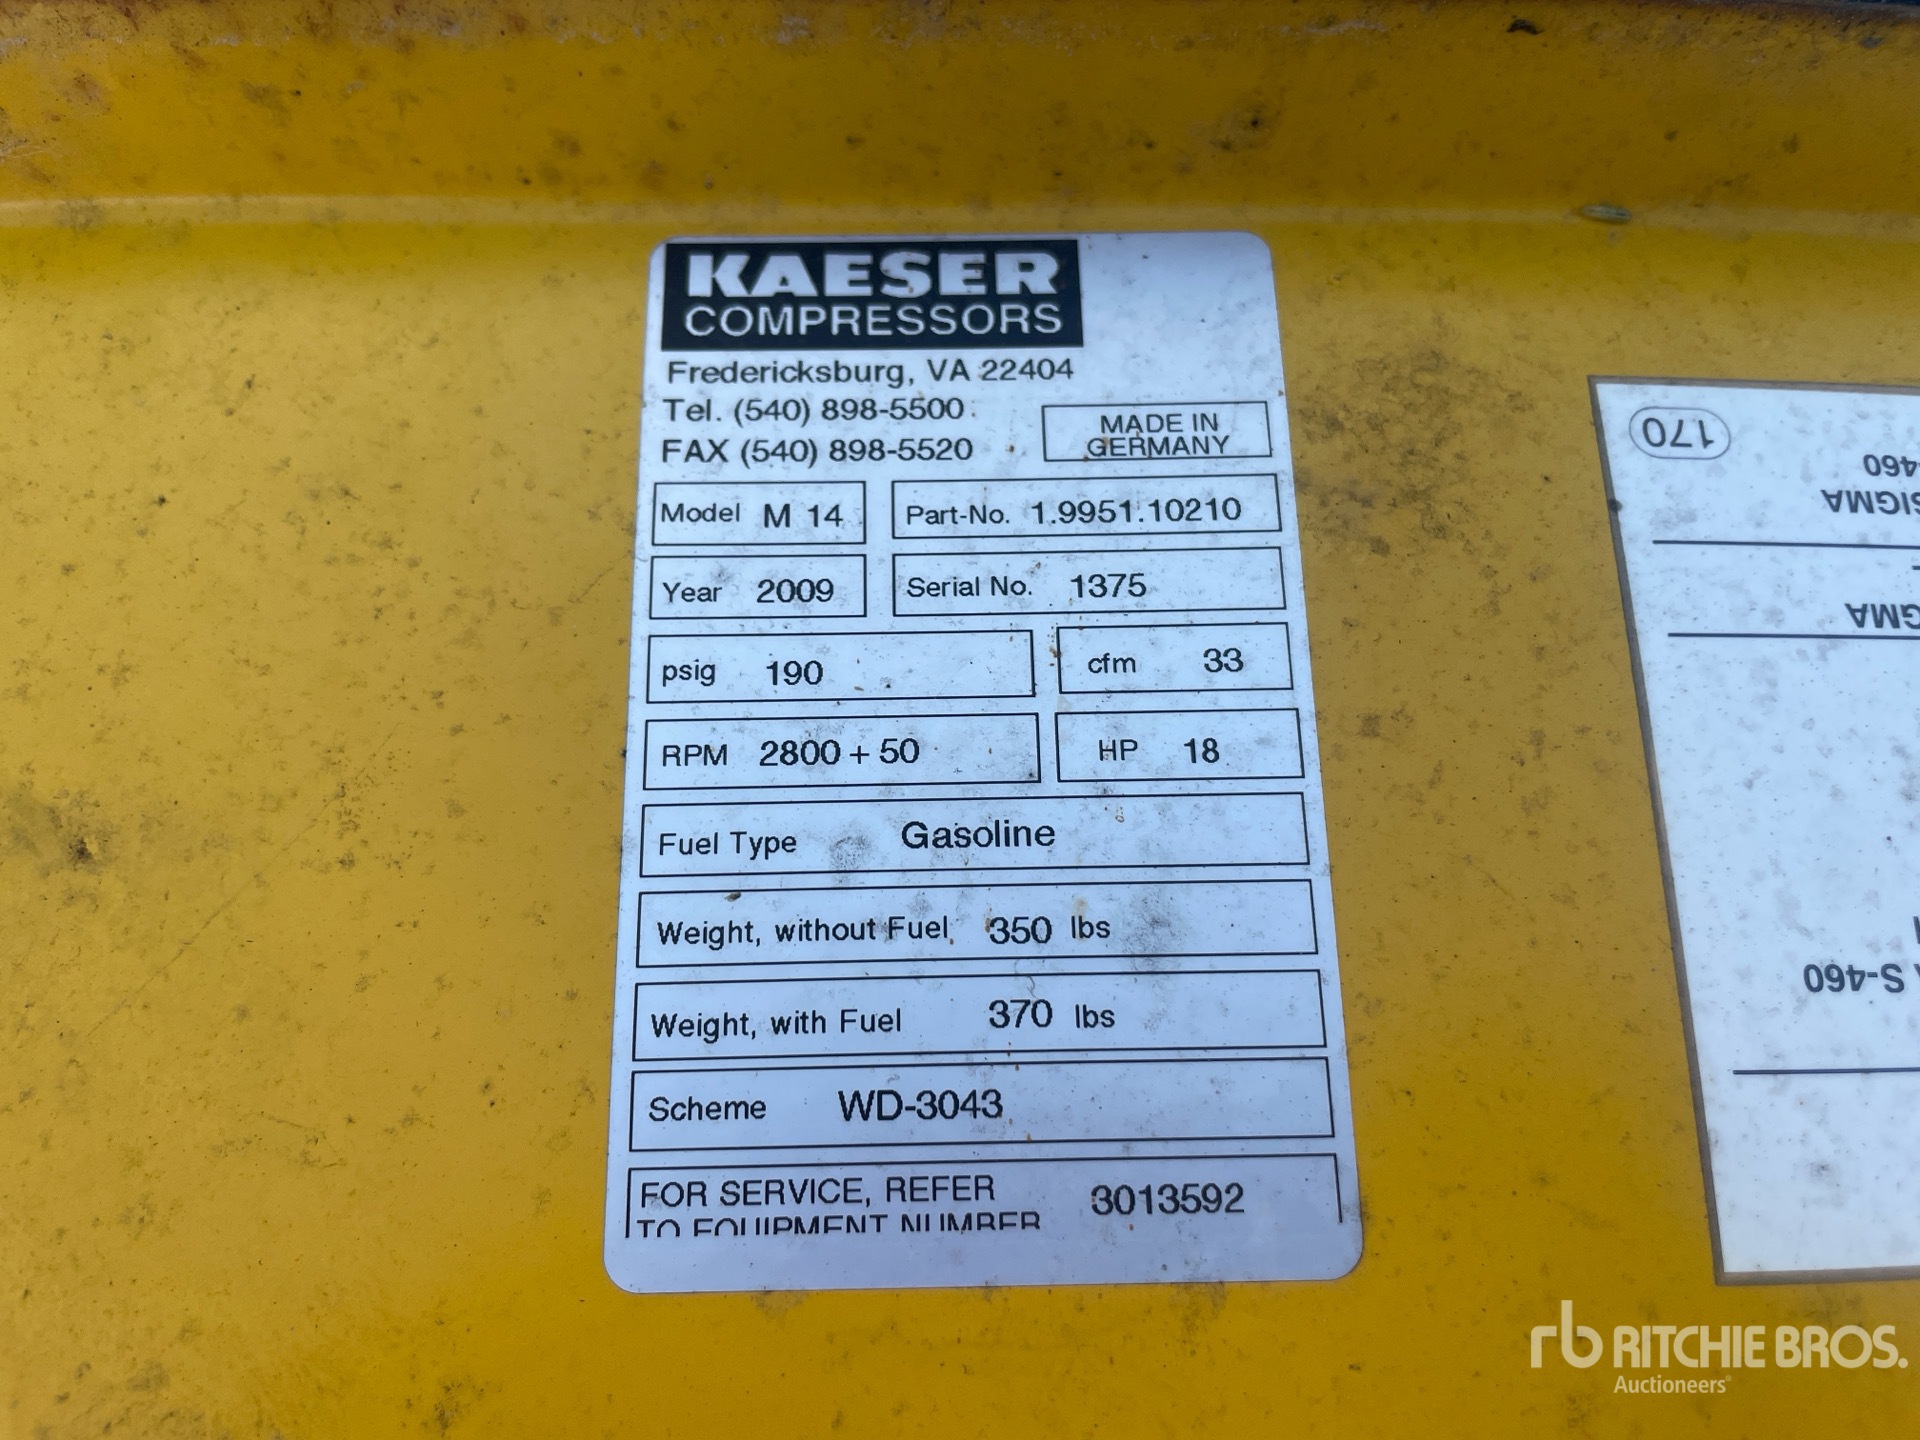 KAESER
COMPRESSORS
Fredericksburg, VA 22404
Tel. (540) 898-5500
FAX (540) 898-5520
MADE IN
GERMANY
Model M 14
Part-No. 1.9951.10210
Year 2009
Serial No. 1375
psig 190
cfm 33
RPM 2800 + 50
HP 18
Fuel Type Gasoline
Weight, without Fuel 350 lbs
Weight, with Fuel 370 lbs
Scheme WD-3043
FOR SERVICE, REFER
TO EQUIPMENT NUMBER 3013592
170
S-460
SIGMA
-460
rb RITCHIE BROS.
Auctioneers